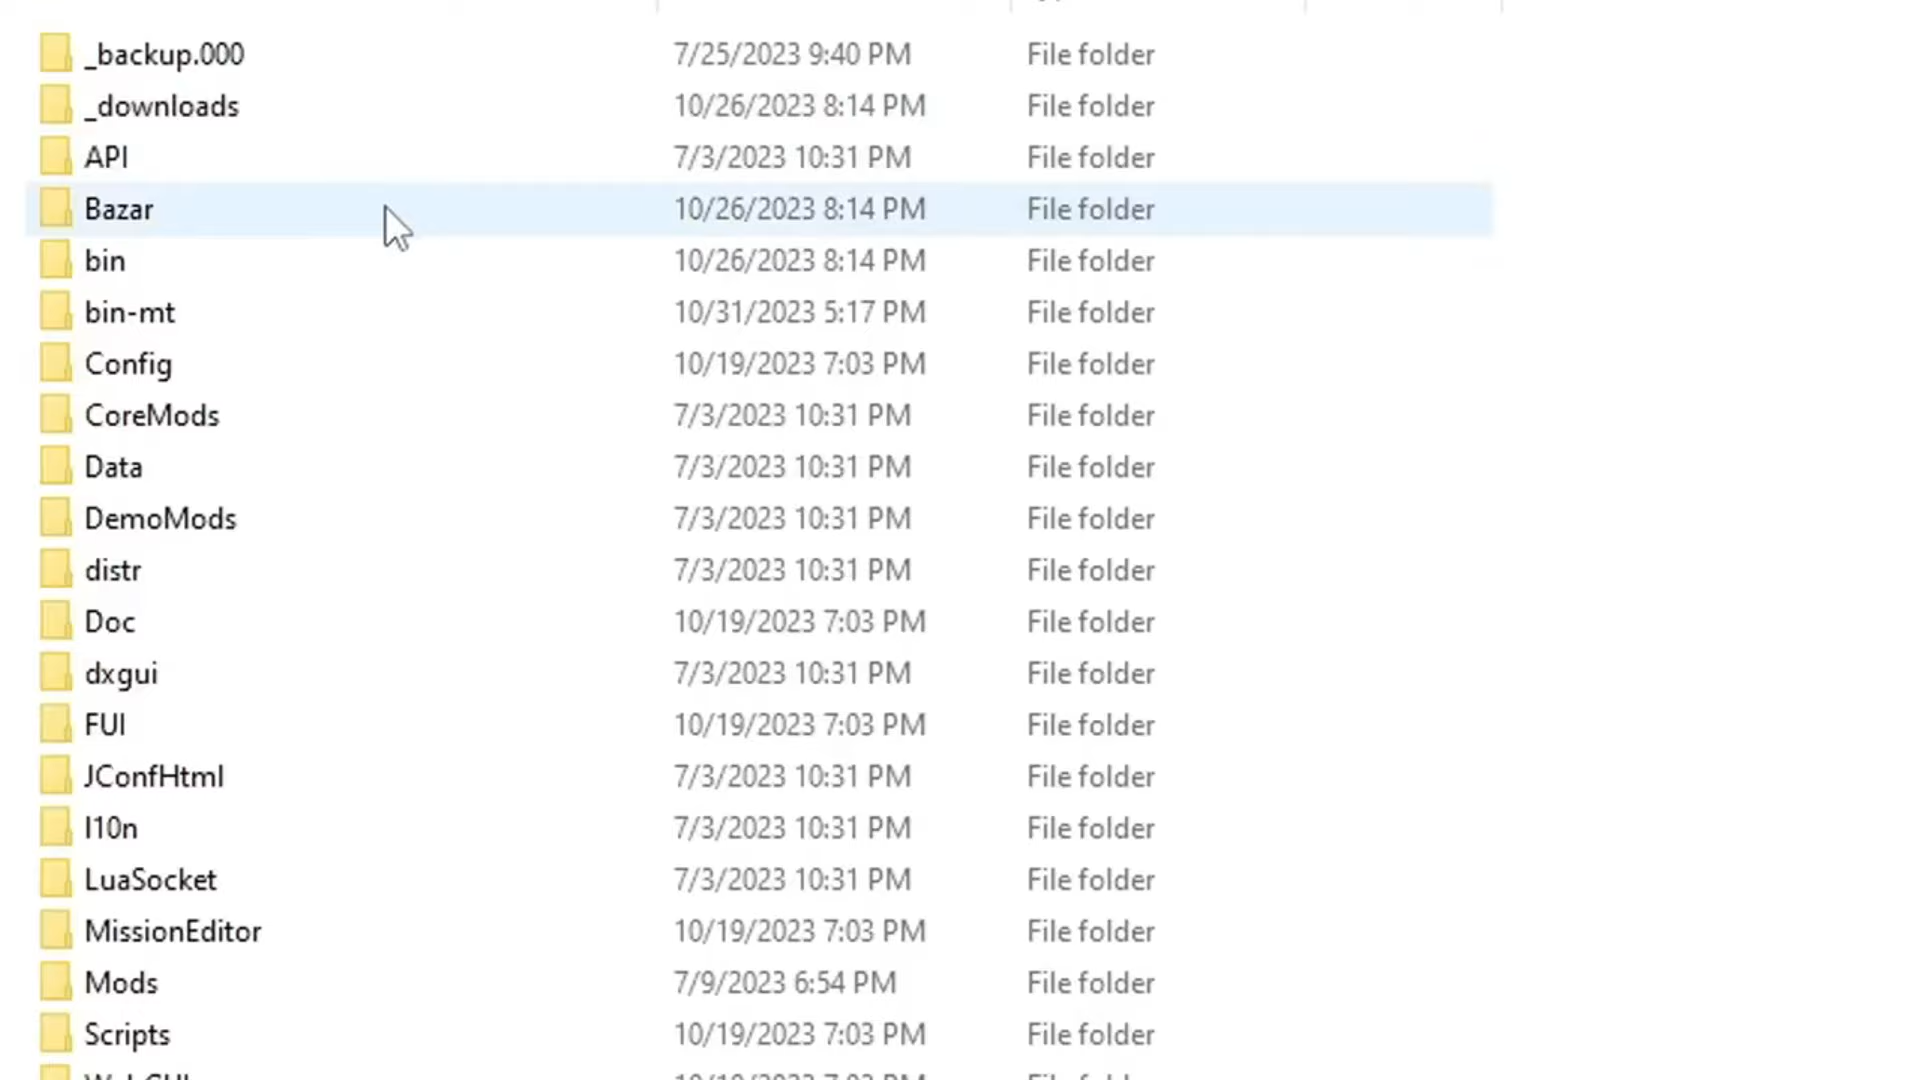 _backup.000 7/25/2023 9:40 PM File folder
_downloads 10/26/2023 8:14 PM File folder
API 7/3/2023 10:31 PM File folder
Bazar 10/26/2023 8:14 PM File folder
bin 10/26/2023 8:14 PM File folder
bin-mt 10/31/2023 5:17 PM File folder
Config 10/19/2023 7:03 PM File folder
CoreMods 7/3/2023 10:31 PM File folder
Data 7/3/2023 10:31 PM File folder
DemoMods 7/3/2023 10:31 PM File folder
distr 7/3/2023 10:31 PM File folder
Doc 10/19/2023 7:03 PM File folder
dxgui 7/3/2023 10:31 PM File folder
FUI 10/19/2023 7:03 PM File folder
JConfHtml 7/3/2023 10:31 PM File folder
l10n 7/3/2023 10:31 PM File folder
LuaSocket 7/3/2023 10:31 PM File folder
MissionEditor 10/19/2023 7:03 PM File folder
Mods 7/9/2023 6:54 PM File folder
Scripts 10/19/2023 7:03 PM File folder